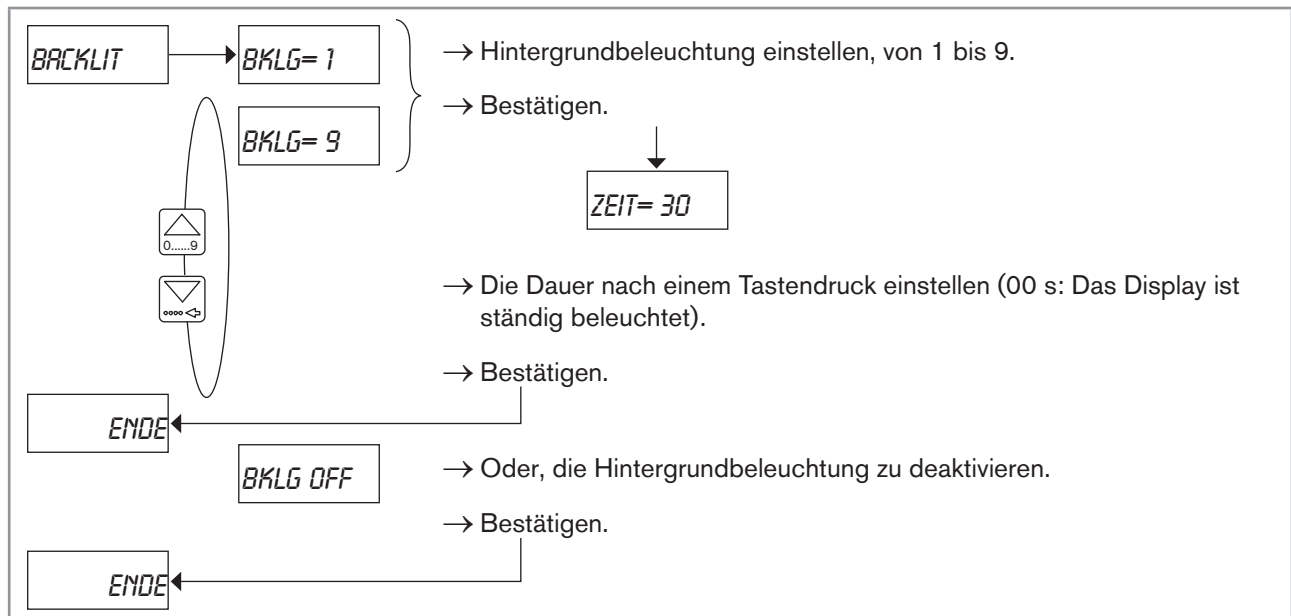 BACKLIT
BKLG= 1
→ Hintergrundbeleuchtung einstellen, von 1 bis 9.
BKLG= 9
→ Bestätigen.
ZEIT= 30
0......9
→ Die Dauer nach einem Tastendruck einstellen (00 s: Das Display ist
ständig beleuchtet).
→ Bestätigen.
ENDE
BKLG OFF
→ Oder, die Hintergrundbeleuchtung zu deaktivieren.
→ Bestätigen.
ENDE